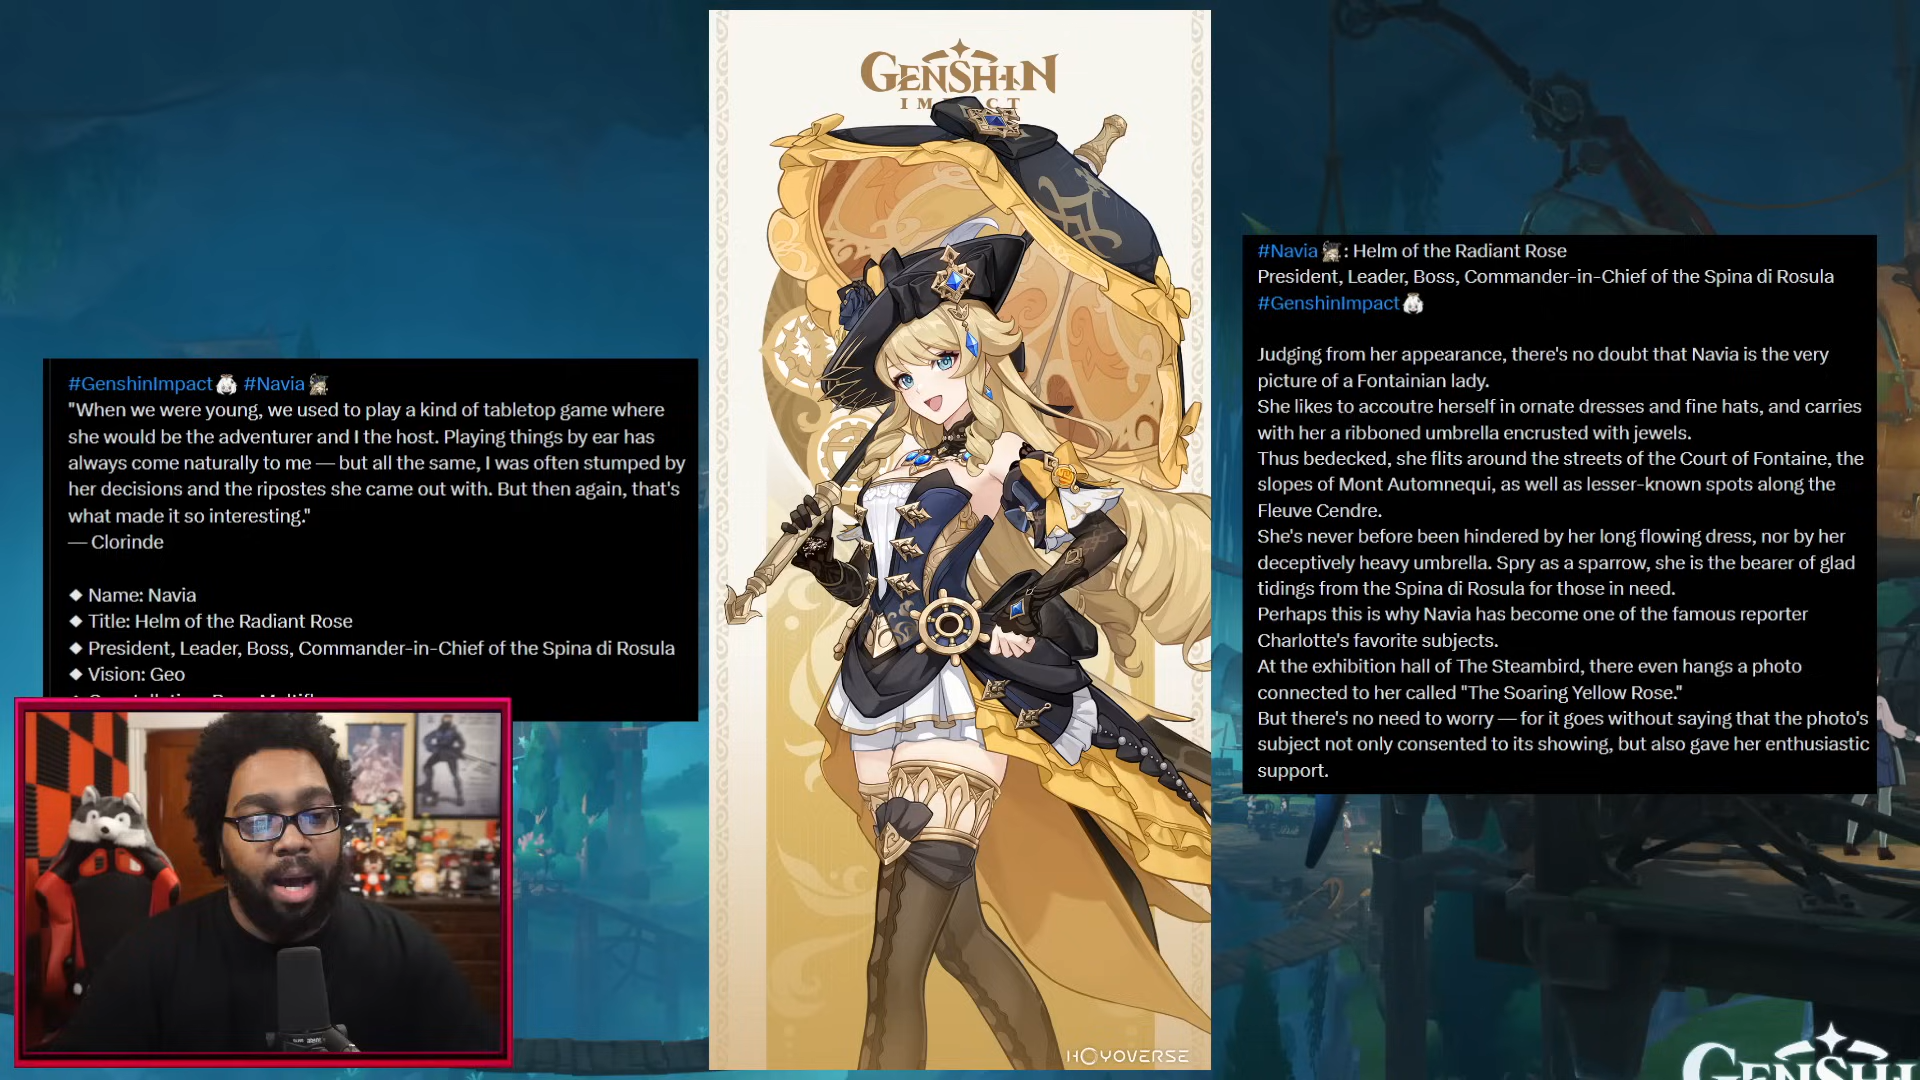 GENSHIN
IMPACT
#GenshinImpact #Navia
"When we were young, we used to play a kind of tabletop game where
she would be the adventurer and I the host. Playing things by ear has
always come naturally to me — but all the same, I was often stumped by
her decisions and the ripostes she came out with. But then again, that's
what made it so interesting."
— Clorinde
◆ Name: Navia
◆ Title: Helm of the Radiant Rose
◆ President, Leader, Boss, Commander-in-Chief of the Spina di Rosula
◆ Vision: Geo
#Navia : Helm of the Radiant Rose
President, Leader, Boss, Commander-in-Chief of the Spina di Rosula
#GenshinImpact
Judging from her appearance, there's no doubt that Navia is the very
picture of a Fontainian lady.
She likes to accoutre herself in ornate dresses and fine hats, and carries
with her a ribboned umbrella encrusted with jewels.
Thus bedecked, she flits around the streets of the Court of Fontaine, the
slopes of Mont Automnequi, as well as lesser-known spots along the
Fleuve Cendre.
She's never before been hindered by her long flowing dress, nor by her
deceptively heavy umbrella. Spry as a sparrow, she is the bearer of glad
tidings from the Spina di Rosula for those in need.
Perhaps this is why Navia has become one of the famous reporter
Charlotte's favorite subjects.
At the exhibition hall of The Steambird, there even hangs a photo
connected to her called "The Soaring Yellow Rose."
But there's no need to worry — for it goes without saying that the photo's
subject not only consented to its showing, but also gave her enthusiastic
support.
HOYOVERSE
GENSHI